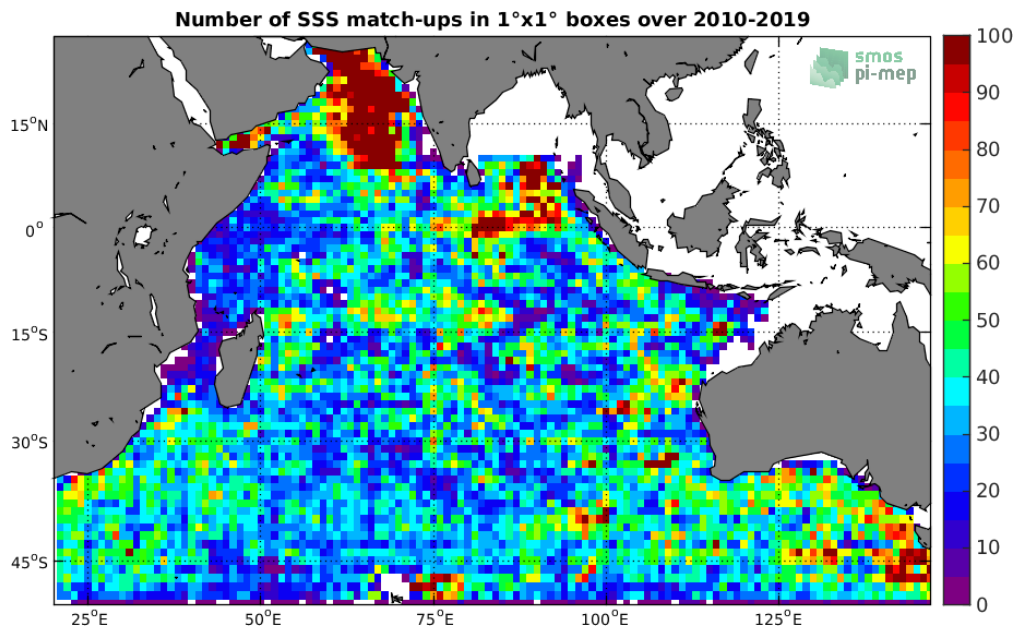 Number of SSS match-ups in 1°x1° boxes over 2010-2019
smos
pi-mep
15°N
0°
15°S
30°S
45°S
25°E
50°E
75°E
100°E
125°E
100
90
80
70
60
50
40
30
20
10
0